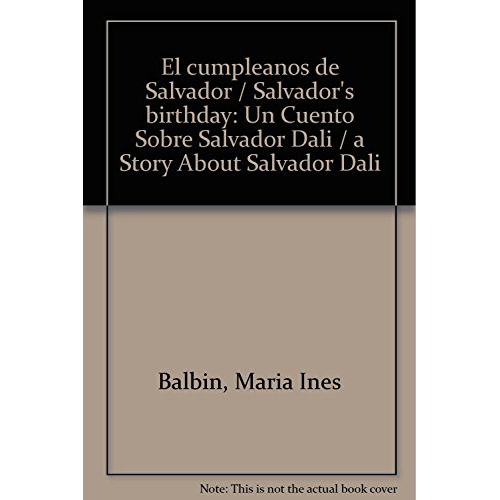 El cumpleanos de
Salvador / Salvador's
birthday: Un Cuento
Sobre Salvador Dali / a
Story About Salvador Dali
Balbin, Maria Ines
Note: This is not the actual book cover